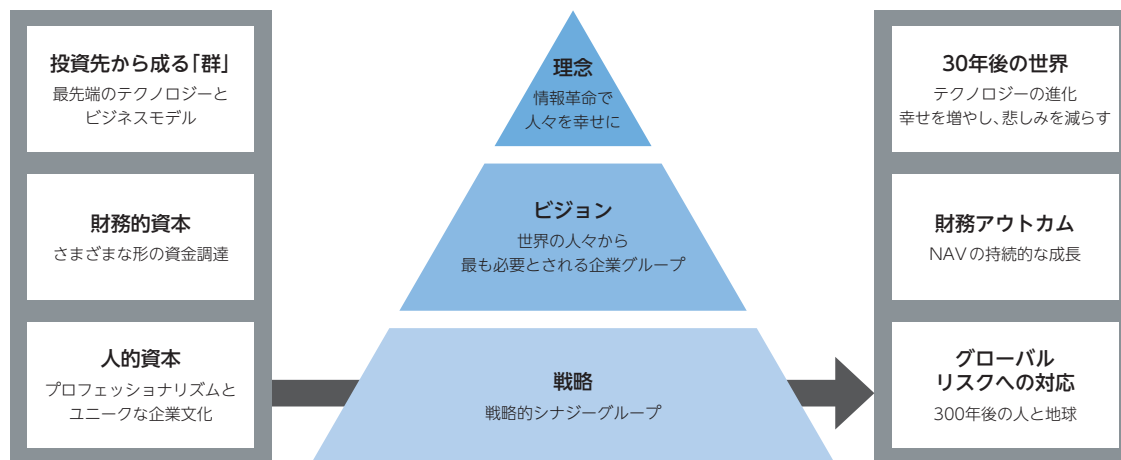 投資先から成る「群」
最先端のテクノロジーと
ビジネスモデル
財務的資本
さまざまな形の資金調達
人的資本
プロフェッショナリズムと
ユニークな企業文化
理念
情報革命で
人々を幸せに
ビジョン
世界の人々から
最も必要とされる企業グループ
戦略
戦略的シナジーグループ
30年後の世界
テクノロジーの進化
幸せを増やし、悲しみを減らす
財務アウトカム
NAVの持続的な成長
グローバル
リスクへの対応
300年後の人と地球